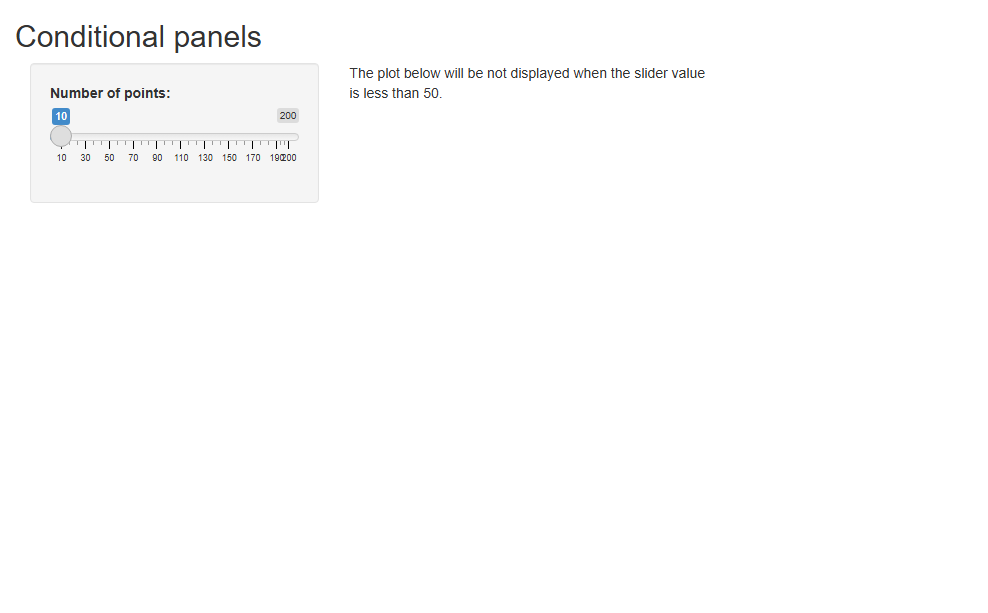 Conditional panels
Number of points:
10 200
10 30 50 70 90 110 130 150 170 190 200
The plot below will be not displayed when the slider value
is less than 50.